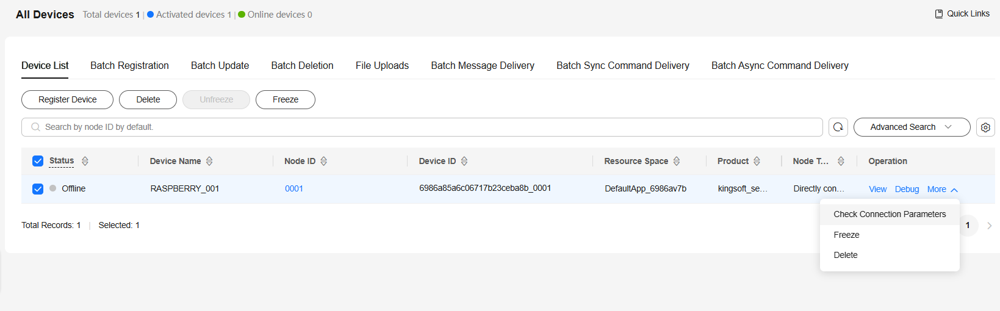 All Devices Total devices 1 | Activated devices 1 | Online devices 0
Quick Links
Device List Batch Registration Batch Update Batch Deletion File Uploads Batch Message Delivery Batch Sync Command Delivery Batch Async Command Delivery
Register Device Delete Unfreeze Freeze
Search by node ID by default. Advanced Search
Status Device Name Node ID Device ID Resource Space Product Node T... Operation
Offline RASPBERRY_001 0001 6986a85a6c06717b23ceba8b_0001 DefaultApp_6986av7b kingsoft_se... Directly con... View Debug More
Check Connection Parameters
Freeze
Delete
Total Records: 1 | Selected: 1
1